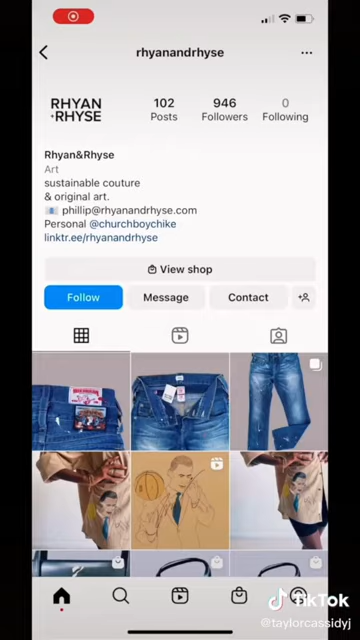 rhyanandrhyse
RHYAN
+RHYSE
102
Posts
946
Followers
0
Following
Rhyan&Rhyse
Art
sustainable couture
& original art.
📧 phillip@rhyanandrhyse.com
Personal @churchboychike
linktr.ee/rhyanandrhyse
View shop
Follow
Message
Contact
TikTok
@taylorcassidyj